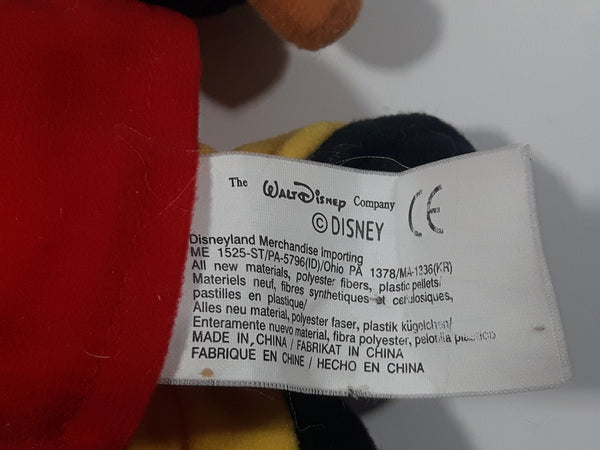 The WALT DISNEY Company CE
© DISNEY
Disneyland Merchandise Importing
ME 1525-ST/PA-5796(ID)/Ohio PA 1378/MA-1336(KR)
All new materials, polyester fibers, plastic pellets/
Materiels neuf, fibres synthetiques et cellulosiques,
pastilles en plastique/
Alles neu material, polyester faser, plastik kügelchen/
Enteramente nuevo material, fibra polyester,
MADE IN CHINA / FABRIKAT IN CHINA
FABRIQUE EN CHINE / HECHO EN CHINA